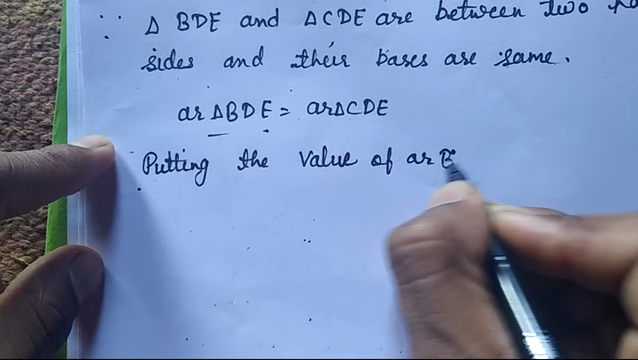 ∵ Δ BDE and ΔCDE are between two
sides and their bases are same.
ar ΔBDE = arΔCDE
Putting the value of ar B